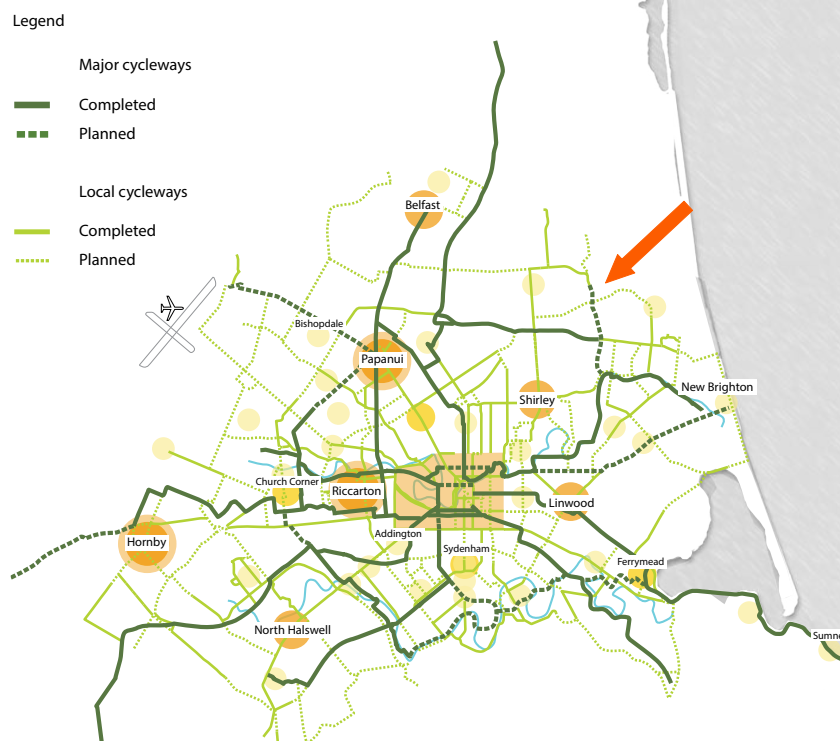 Legend
Major cycleways
Completed
Planned
Local cycleways
Completed
Planned
Belfast
Bishopdale
Papanui
New Brighton
Shirley
Church Corner
Riccarton
Linwood
Addington
Hornby
Sydenham
Ferrymead
North Halswell
Sumn